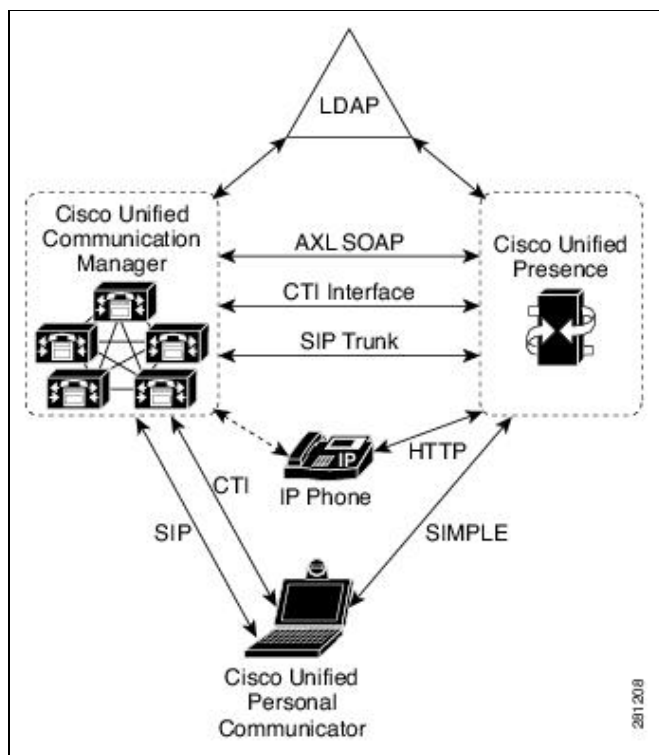 LDAP
Cisco Unified
Communication
Manager
AXL SOAP
Cisco Unified
Presence
CTI Interface
SIP Trunk
IP
HTTP
IP Phone
CTI
SIP
SIMPLE
Cisco Unified
Personal
Communicator
281208